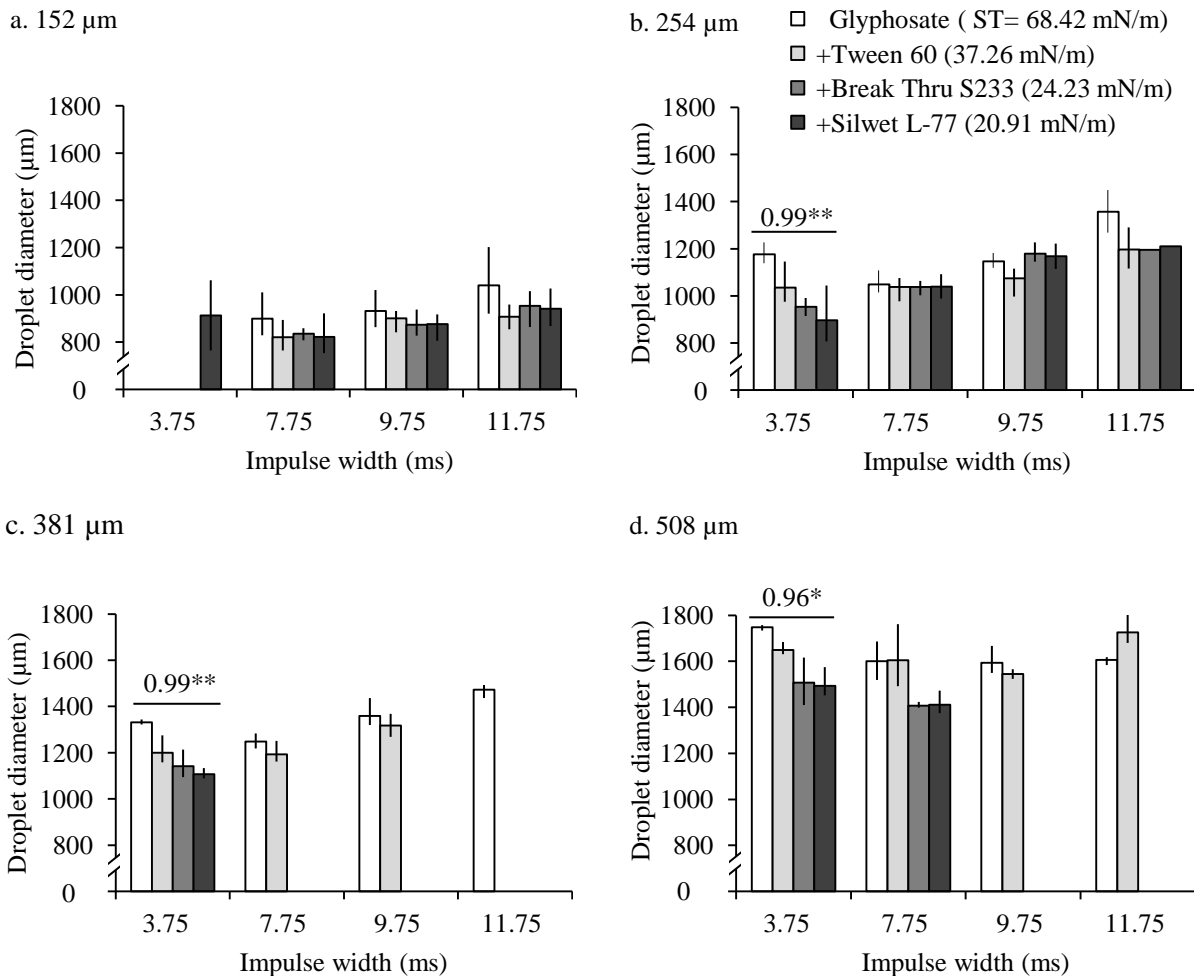 a. 152 µm
b. 254 µm
Glyphosate ( ST= 68.42 mN/m)
+Tween 60 (37.26 mN/m)
+Break Thru S233 (24.23 mN/m)
+Silwet L-77 (20.91 mN/m)
Droplet diameter (µm)
1800
1600
1400
1200
1000
800
0
3.75 7.75 9.75 11.75
Impulse width (ms)
Droplet diameter (µm)
1800
1600
1400
1200
1000
800
0
0.99**
3.75 7.75 9.75 11.75
Impulse width (ms)
c. 381 µm
Droplet diameter (µm)
1800
1600
1400
1200
1000
800
0
0.99**
3.75 7.75 9.75 11.75
Impulse width (ms)
d. 508 µm
Droplet diameter (µm)
1800
1600
1400
1200
1000
800
0
0.96*
3.75 7.75 9.75 11.75
Impulse width (ms)